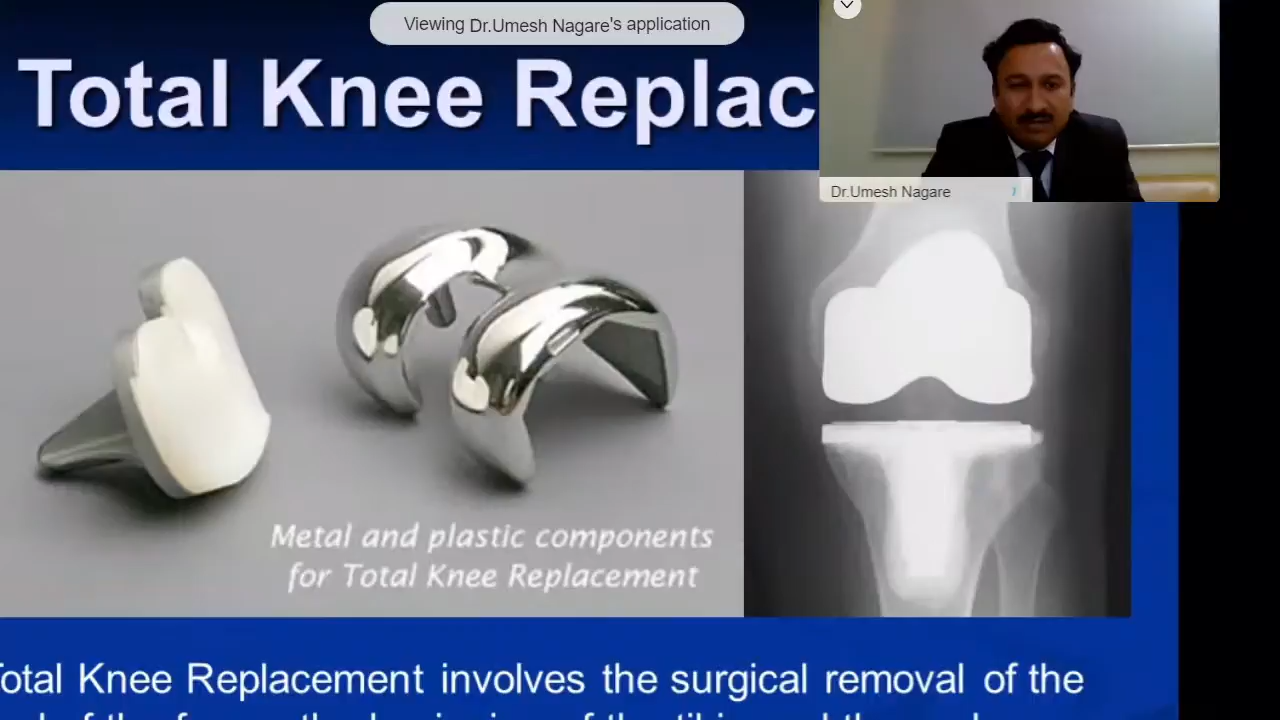 Viewing Dr.Umesh Nagare's application
Total Knee Replac
Dr.Umesh Nagare
Metal and plastic components
for Total Knee Replacement
Total Knee Replacement involves the surgical removal of the